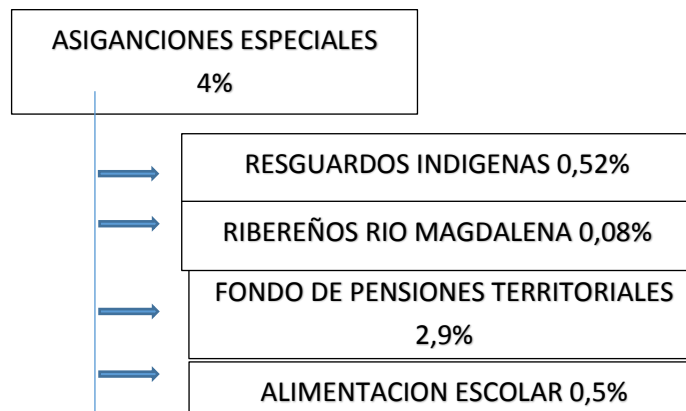 ASIGANCIONES ESPECIALES
4%
RESGUARDOS INDIGENAS 0,52%
RIBEREÑOS RIO MAGDALENA 0,08%
FONDO DE PENSIONES TERRITORIALES
2,9%
ALIMENTACION ESCOLAR 0,5%